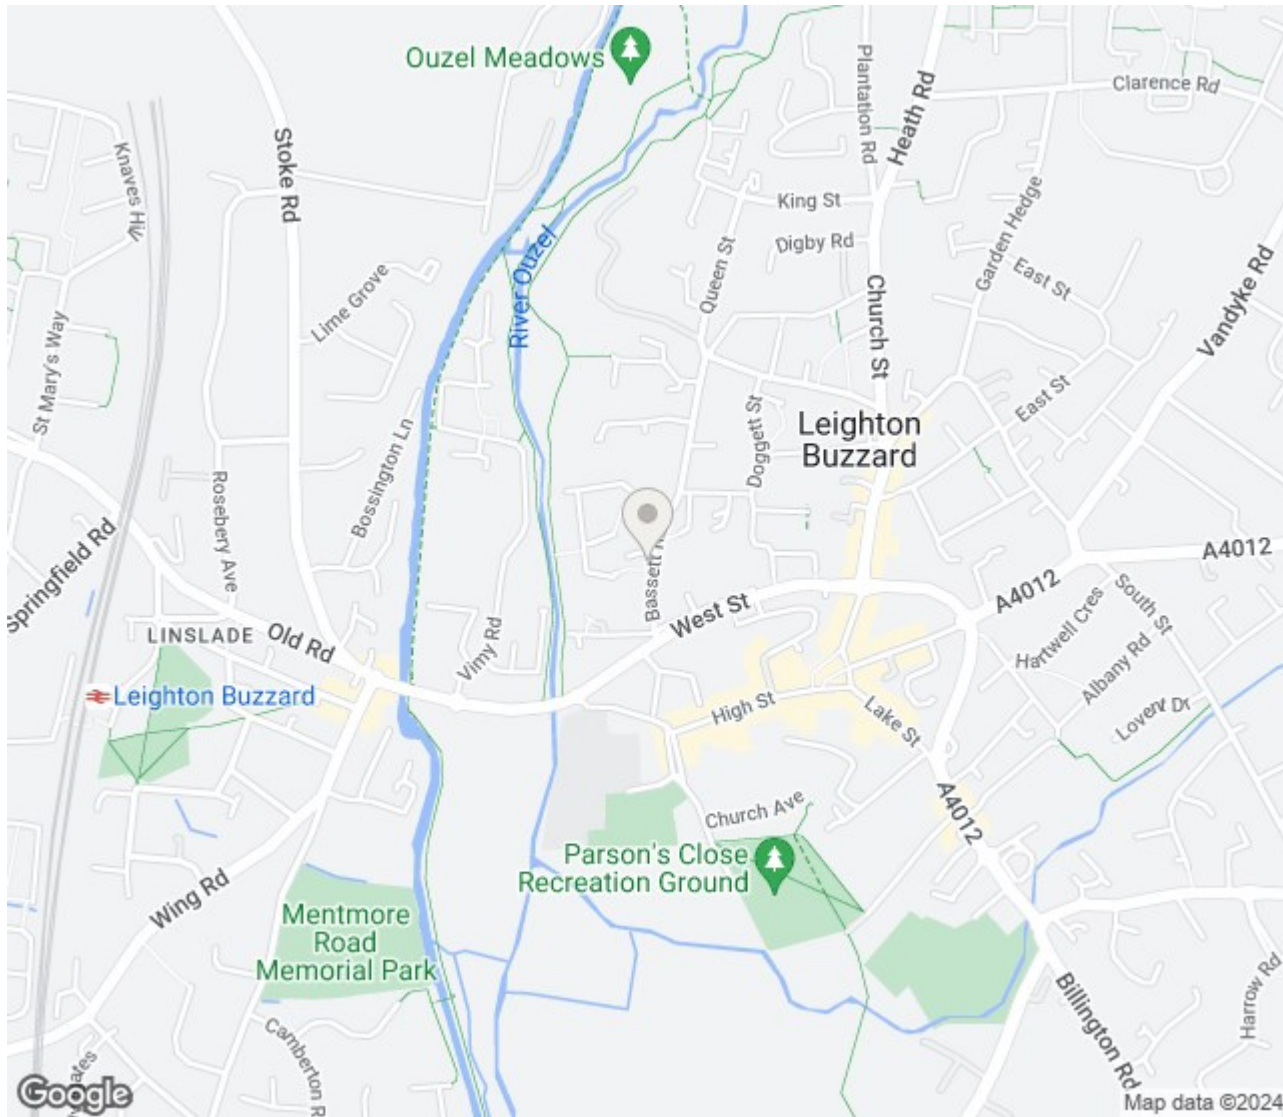 Ouzel Meadows
Plantation Rd
Heath Rd
Clarence Rd
Knaves Hill
Stoke Rd
King St
Digby Rd
Queen St
Garden Hedge
East St
Vandyke Rd
River Ouzel
Lime Grove
Church St
St Mary's Way
East St
Leighton
Buzzard
Doggett St
Bossington Ln
Rosebery Ave
Springfield Rd
Bassett
A4012
A4012
South St
West St
Hartwell Cres
LINSLADE
Old Rd
Vimy Rd
Albany Rd
Leighton Buzzard
High St
Lake St
Lovent Dr
Church Ave
A4012
Parson's Close
Recreation Ground
Wing Rd
Mentmore
Road
Memorial Park
Billington Rd
Harrow Rd
Camberton R
Google
Map data ©2024